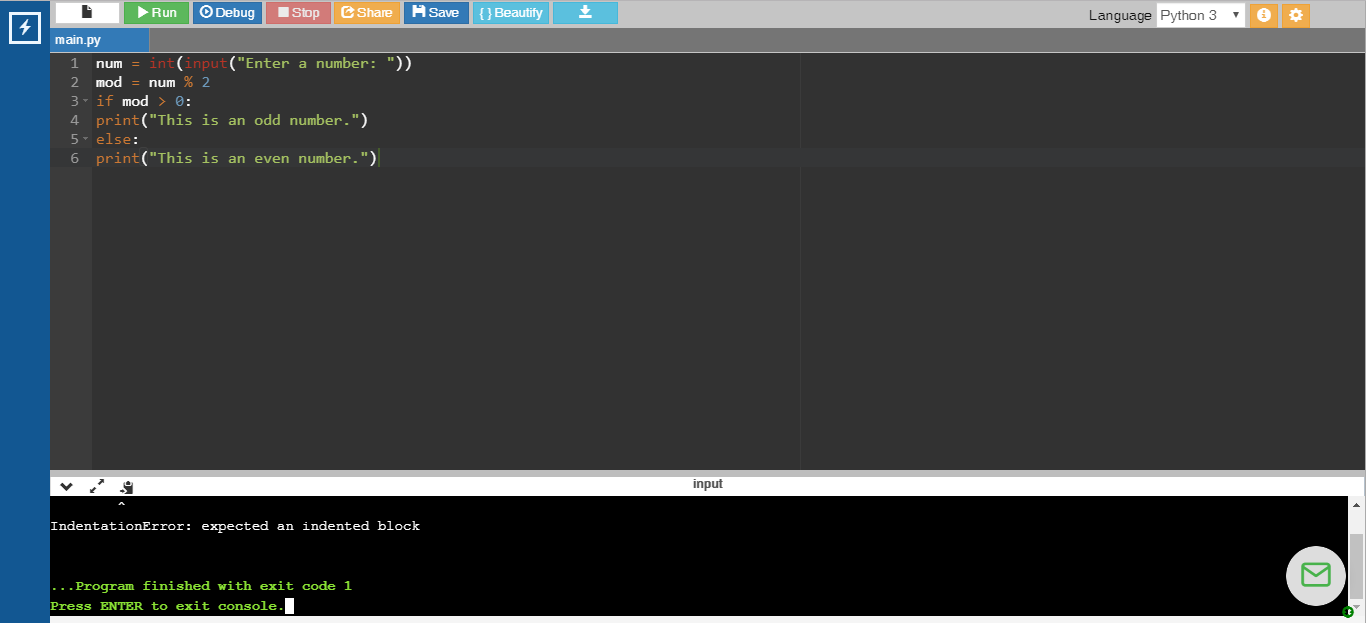 Run Debug Stop Share Save { } Beautify Language Python 3
main.py
1 num = int(input("Enter a number: "))
2 mod = num % 2
3 if mod > 0:
4 print("This is an odd number.")
5 else:
6 print("This is an even number.")
input
^
IndentationError: expected an indented block
...Program finished with exit code 1
Press ENTER to exit console.